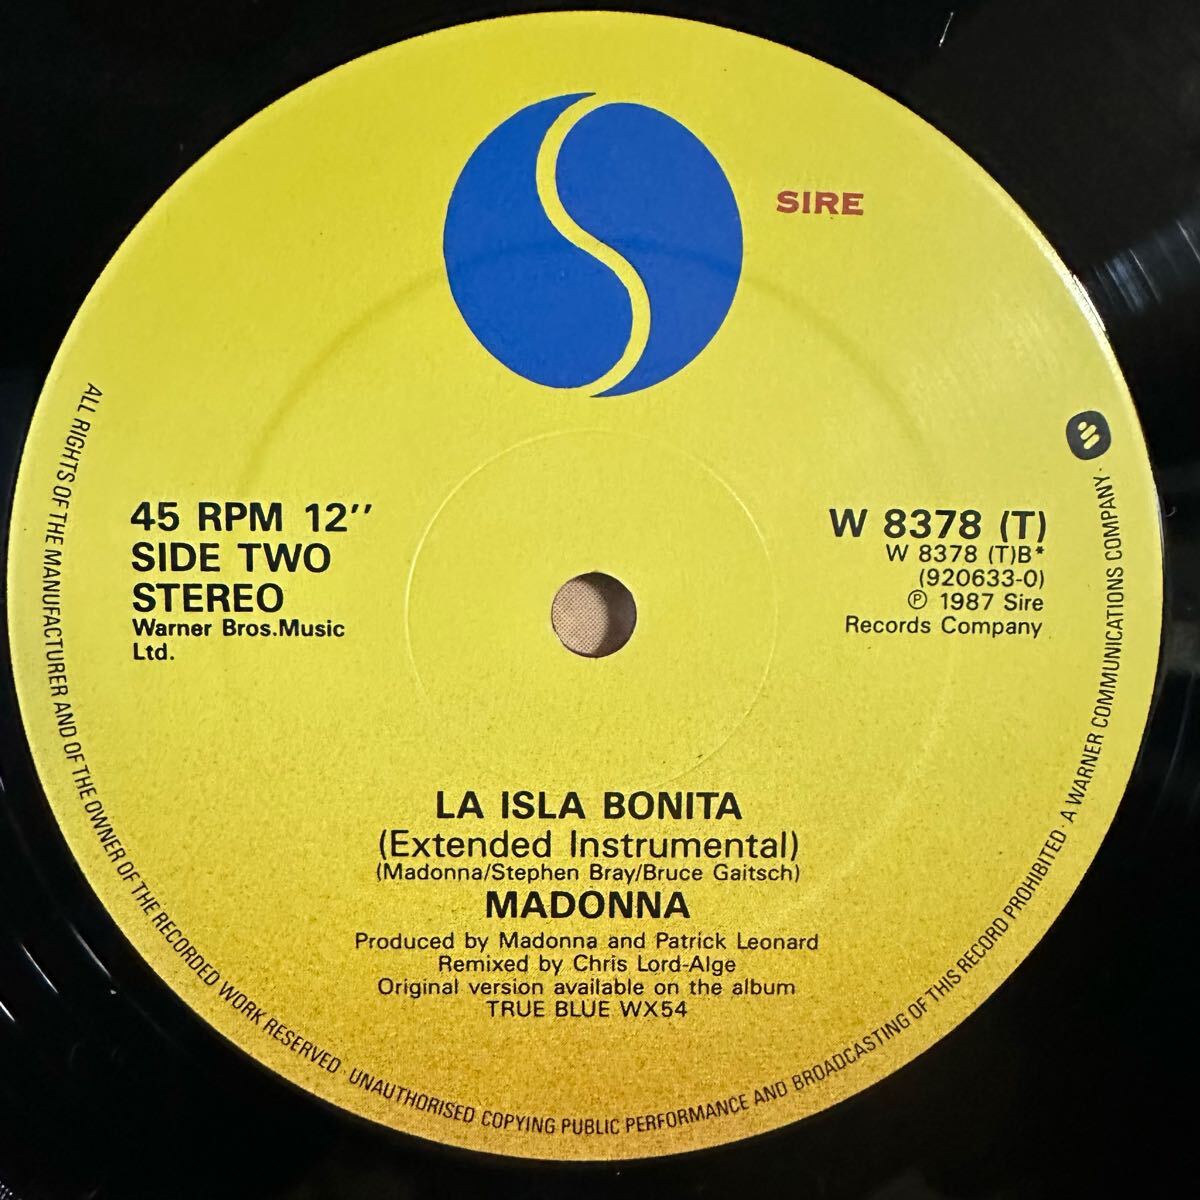 SIRE
45 RPM 12''
SIDE TWO
STEREO
Warner Bros.Music
Ltd.
W 8378 (T)
W 8378 (T)B*
(920633-0)
℗ 1987 Sire
Records Company
LA ISLA BONITA
(Extended Instrumental)
(Madonna/Stephen Bray/Bruce Gaitsch)
MADONNA
Produced by Madonna and Patrick Leonard
Remixed by Chris Lord-Alge
Original version available on the album
TRUE BLUE WX54
ALL RIGHTS OF THE MANUFACTURER AND OF THE OWNER OF THE RECORDED WORK RESERVED · UNAUTHORISED COPYING PUBLIC PERFORMANCE AND BROADCASTING OF THIS RECORD PROHIBITED · A WARNER COMMUNICATIONS COMPANY ·